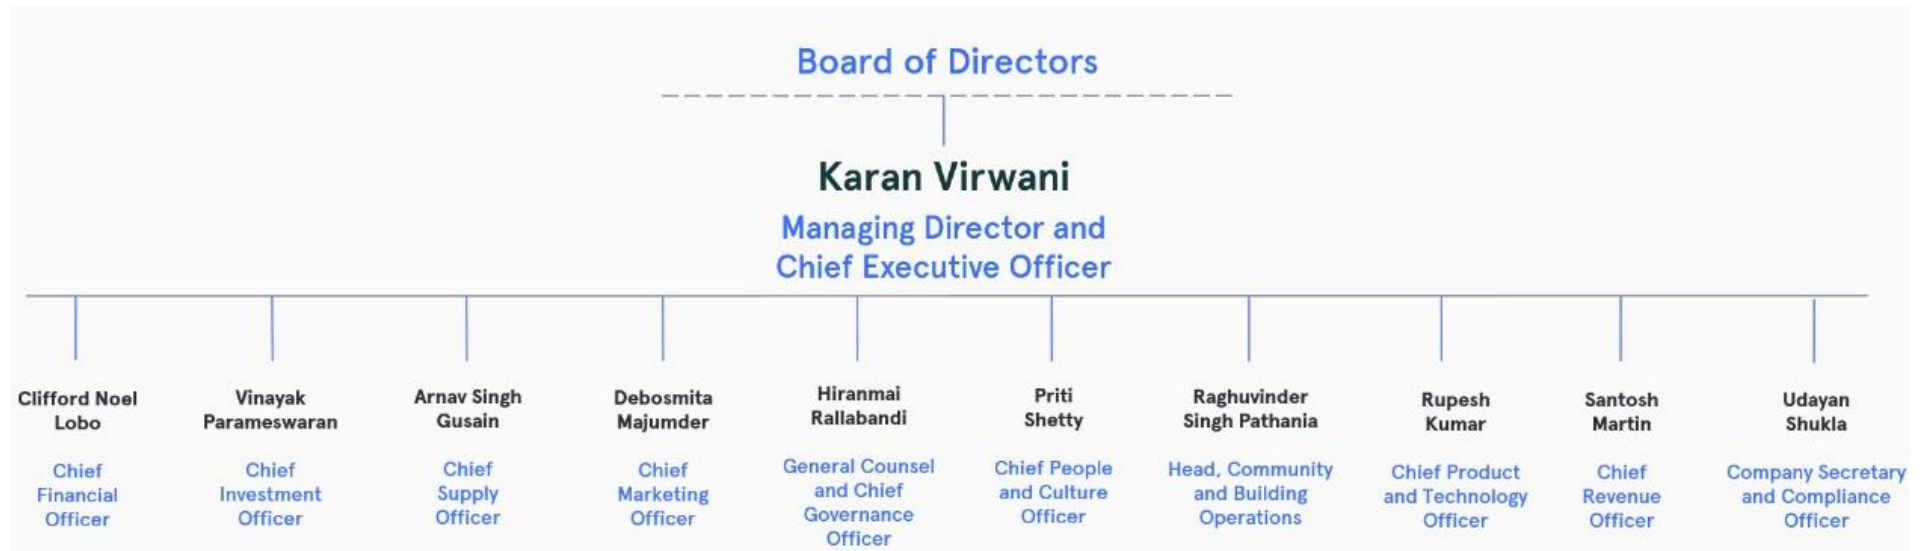 Board of Directors
Karan Virwani
Managing Director and
Chief Executive Officer
Clifford Noel
Lobo
Chief
Financial
Officer
Vinayak
Parameswaran
Chief
Investment
Officer
Arnav Singh
Gusain
Chief
Supply
Officer
Debosmita
Majumder
Chief
Marketing
Officer
Hiranmai
Rallabandi
General Counsel
and Chief
Governance
Officer
Priti
Shetty
Chief People
and Culture
Officer
Raghuvinder
Singh Pathania
Head, Community
and Building
Operations
Rupesh
Kumar
Chief Product
and Technology
Officer
Santosh
Martin
Chief
Revenue
Officer
Udayan
Shukla
Company Secretary
and Compliance
Officer